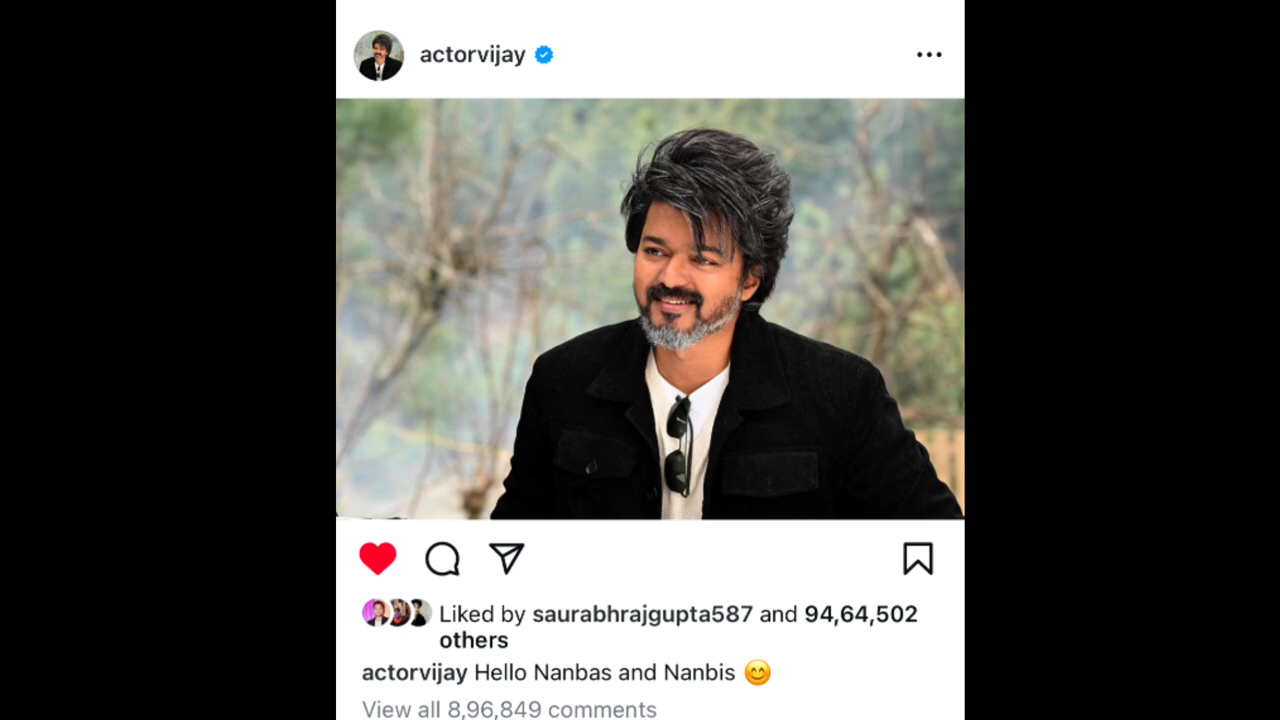 actorvijay
Liked by saurabhrajgupta587 and 94,64,502
others
actorvijay Hello Nanbas and Nanbis 😊
View all 8,96,849 comments